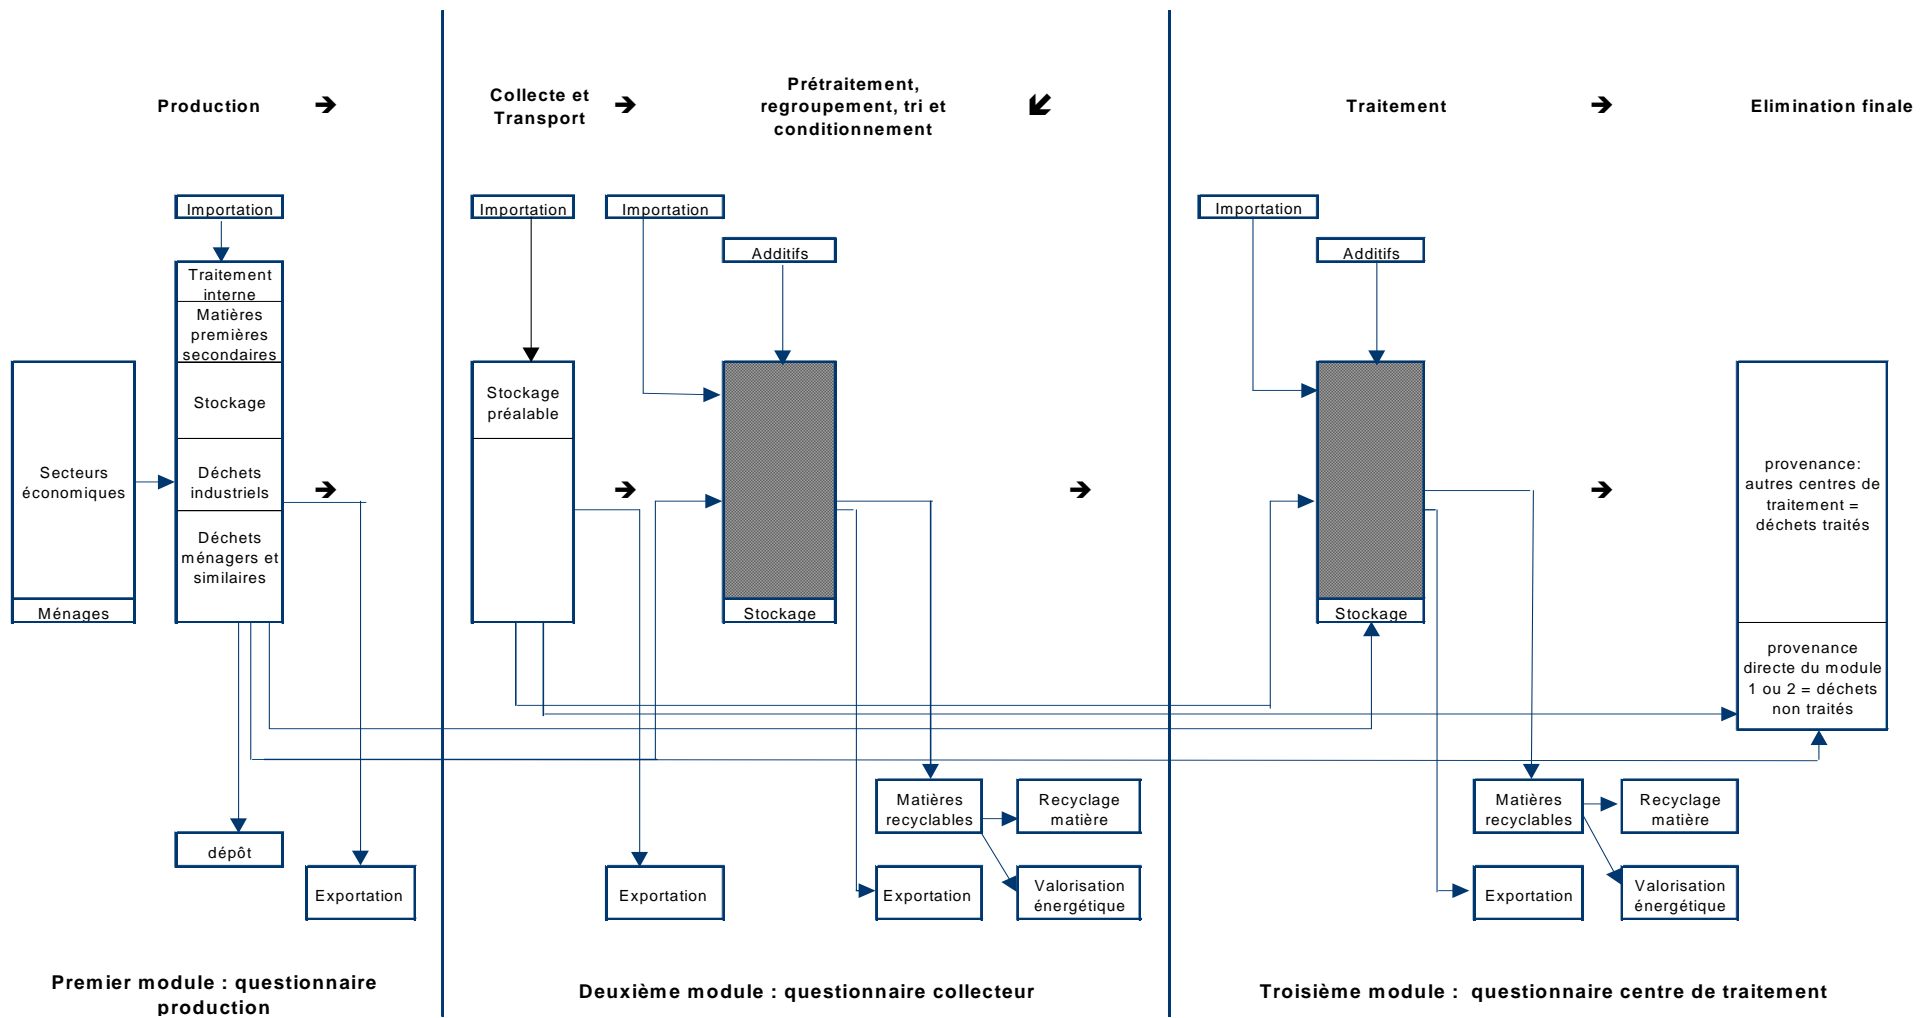 Production
Collecte et
Transport
Prétraitement,
regroupement, tri et
conditionnement
Traitement
Elimination finale
Importation
Traitement
interne
Matières
premières
secondaires
Stockage
Déchets
industriels
Déchets
ménagers et
similaires
Secteurs
économiques
Ménages
dépôt
Exportation
Importation
Stockage
préalable
Exportation
Importation
Additifs
Stockage
Matières
recyclables
Recyclage
matière
Exportation
Valorisation
énergétique
Importation
Additifs
Stockage
Matières
recyclables
Recyclage
matière
Exportation
Valorisation
énergétique
provenance:
autres centres de
traitement =
déchets traités
provenance
directe du module
1 ou 2 = déchets
non traités
Premier module : questionnaire
production
Deuxième module : questionnaire collecteur
Troisième module : questionnaire centre de traitement